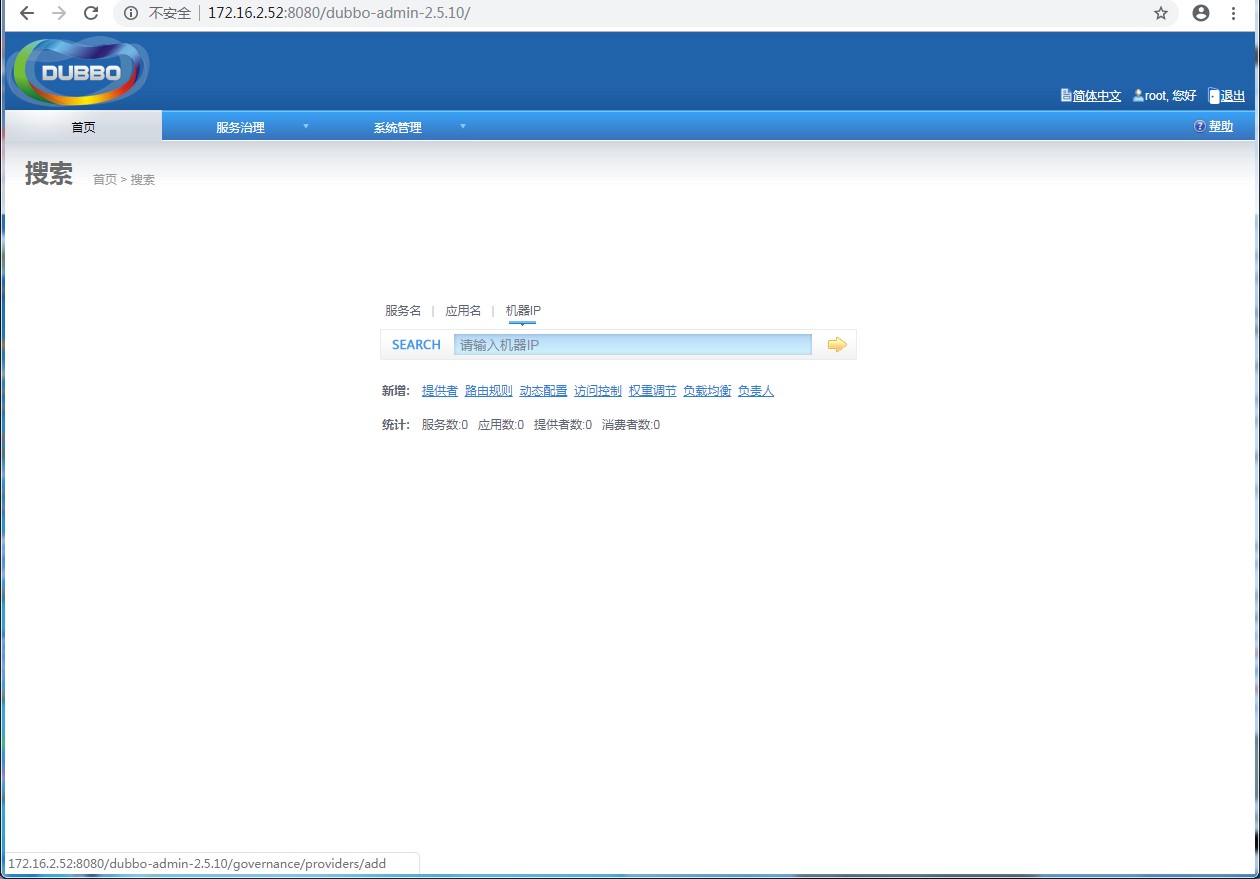 不安全 172.16.2.52:8080/dubbo-admin-2.5.10/
DUBBO
简体中文 root, 您好 退出
首页 服务治理 系统管理 帮助
搜索 首页 > 搜索
服务名 | 应用名 | 机器IP
SEARCH 请输入机器IP
新增: 提供者 路由规则 动态配置 访问控制 权重调节 负载均衡 负责人
统计: 服务数:0 应用数:0 提供者数:0 消费者数:0
172.16.2.52:8080/dubbo-admin-2.5.10/governance/providers/add